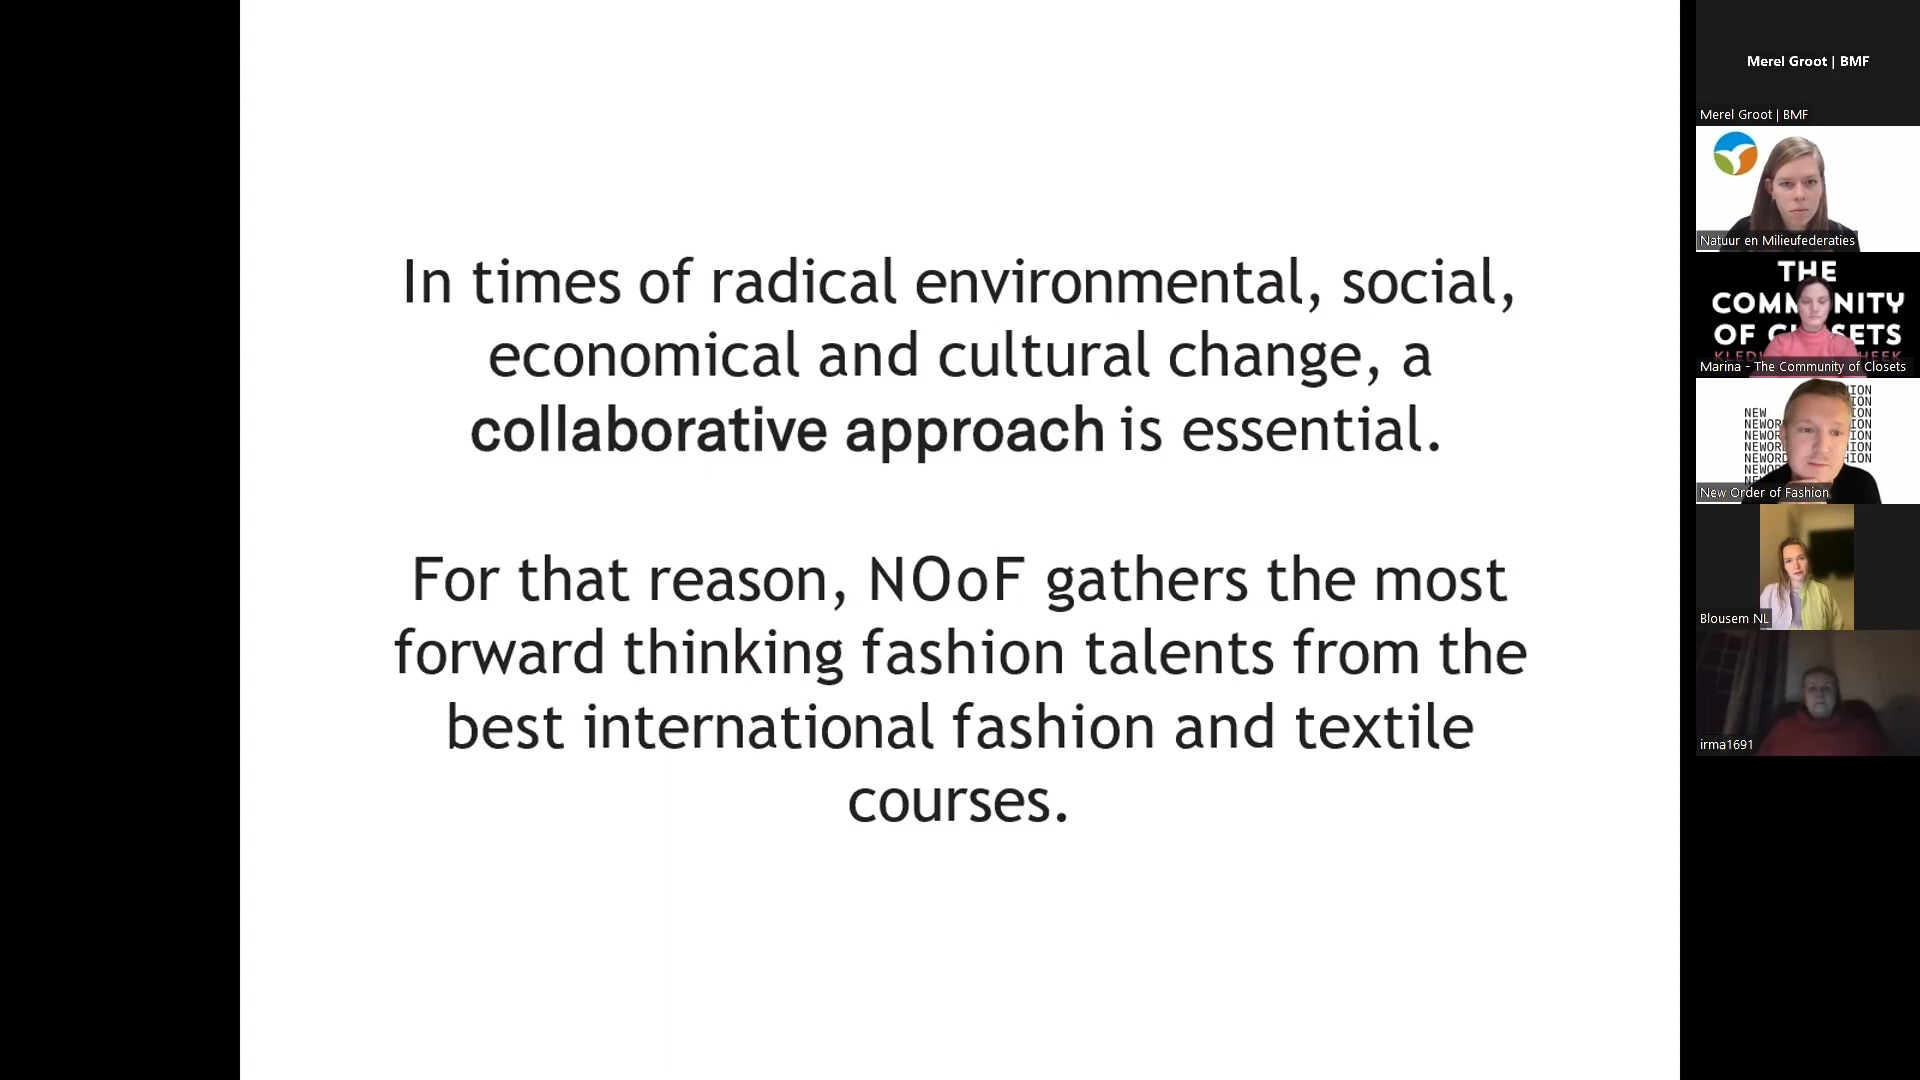 In times of radical environmental, social,
economical and cultural change, a
collaborative approach is essential.
For that reason, NOoF gathers the most
forward thinking fashion talents from the
best international fashion and textile
courses.
Merel Groot | BMF
Merel Groot | BMF
Natuur en Milieufederaties
THE
COMMUNITY
OF CLOSETS
Marina - The Community of Closets
NEW
New Order of Fashion
Blousem NL
irma1691